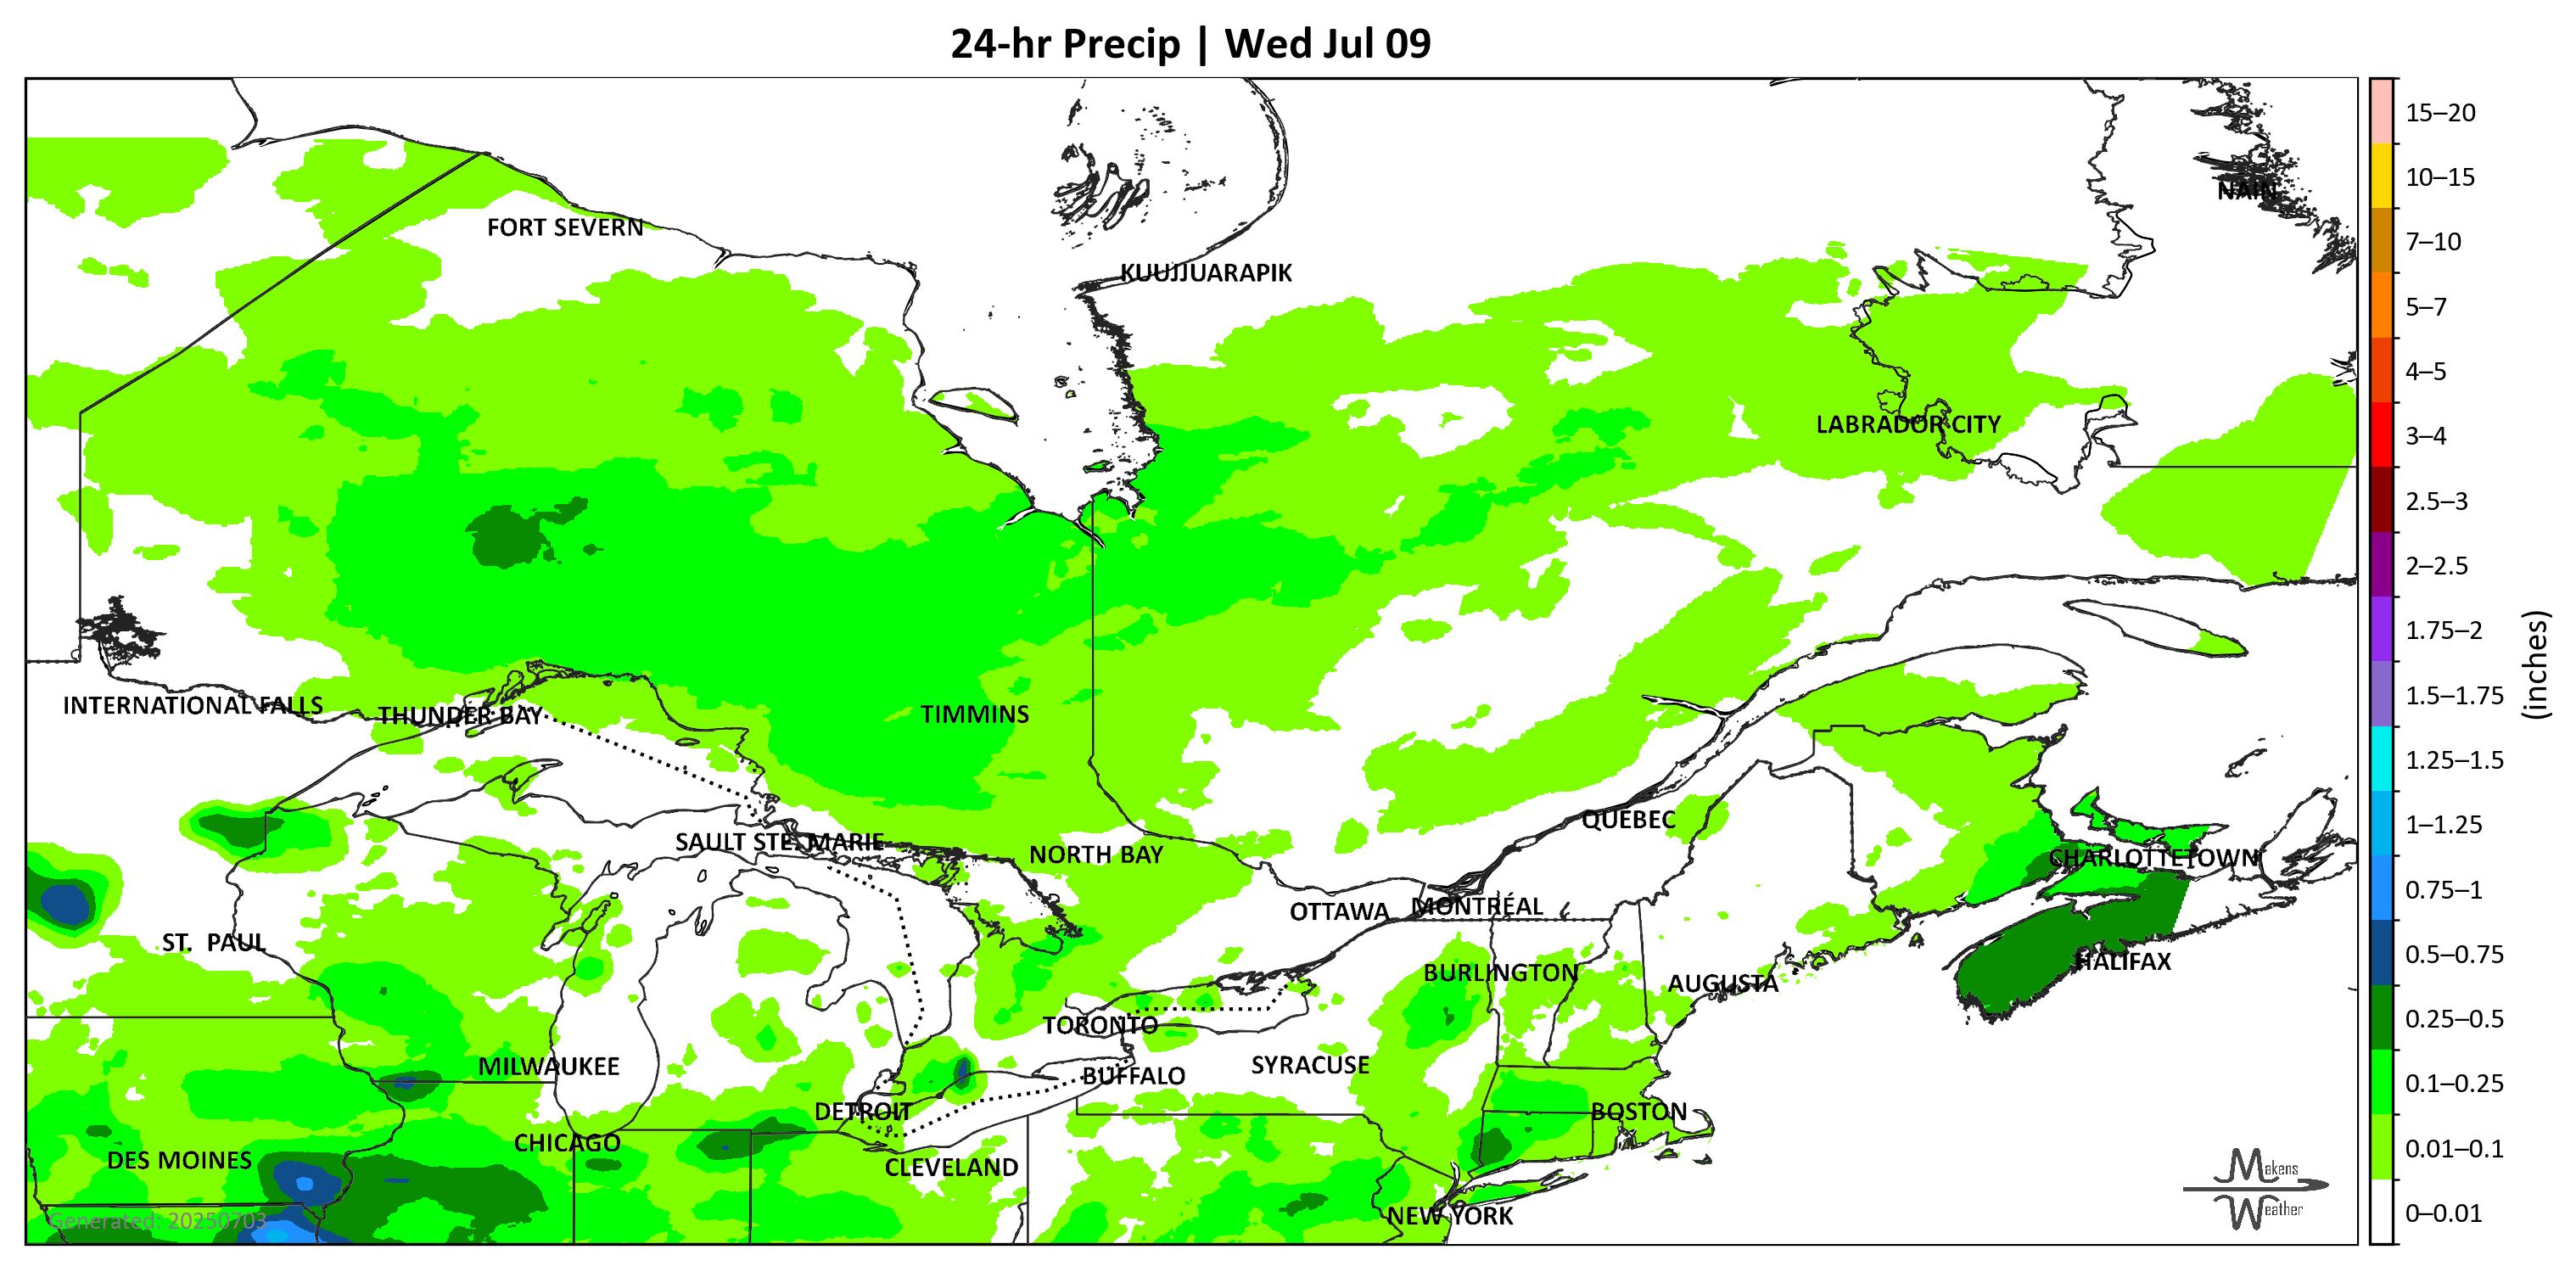 24-hr Precip | Wed Jul 09
NAIN
FORT SEVERN
KUUJJUARAPIK
LABRADOR CITY
INTERNATIONAL FALLS
THUNDER BAY
TIMMINS
SAULT STE. MARIE
NORTH BAY
QUEBEC
CHARLOTTETOWN
OTTAWA
MONTRÉAL
ST. PAUL
BURLINGTON
AUGUSTA
HALIFAX
TORONTO
MILWAUKEE
SYRACUSE
BUFFALO
DETROIT
BOSTON
CHICAGO
DES MOINES
CLEVELAND
NEW YORK
Generated: 20250703
Makens
Weather
15–20
10–15
7–10
5–7
4–5
3–4
2.5–3
2–2.5
1.75–2
1.5–1.75
1.25–1.5
1–1.25
0.75–1
0.5–0.75
0.25–0.5
0.1–0.25
0.01–0.1
0–0.01
(inches)